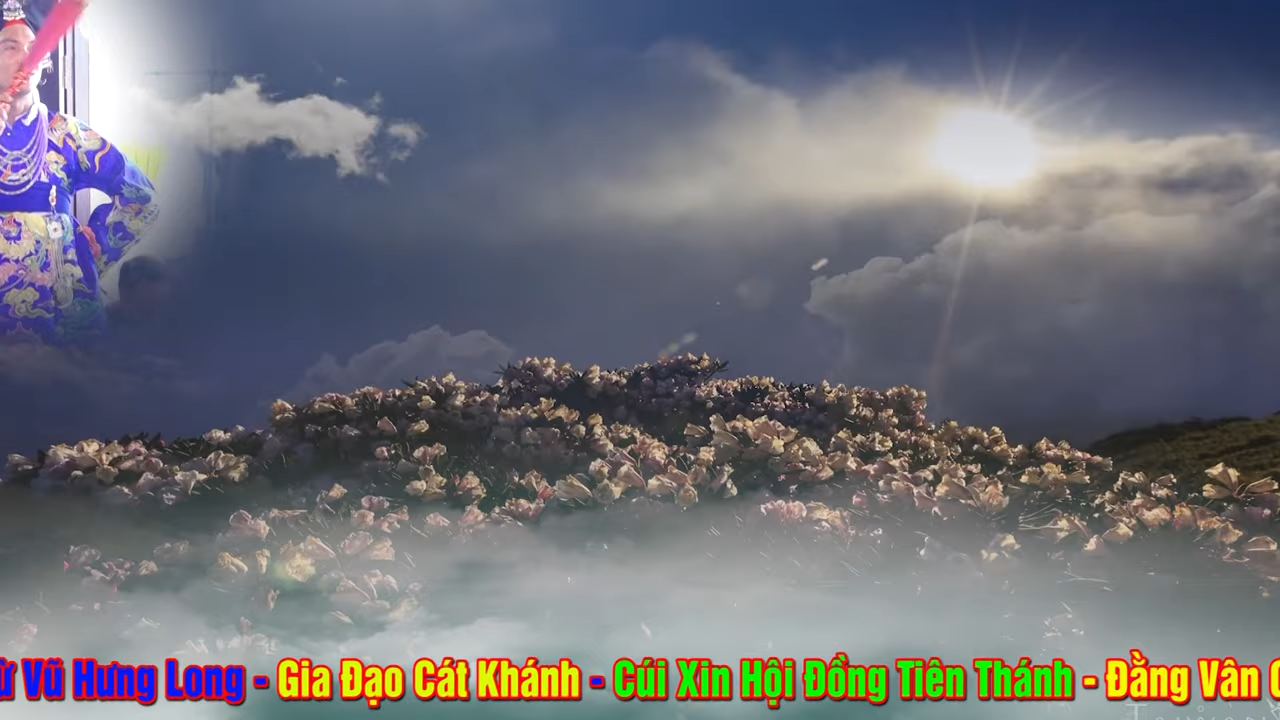 Vũ Hưng Long - Gia Đạo Cát Khánh - Cúi Xin Hội Đồng Tiên Thánh - Đằng Vân